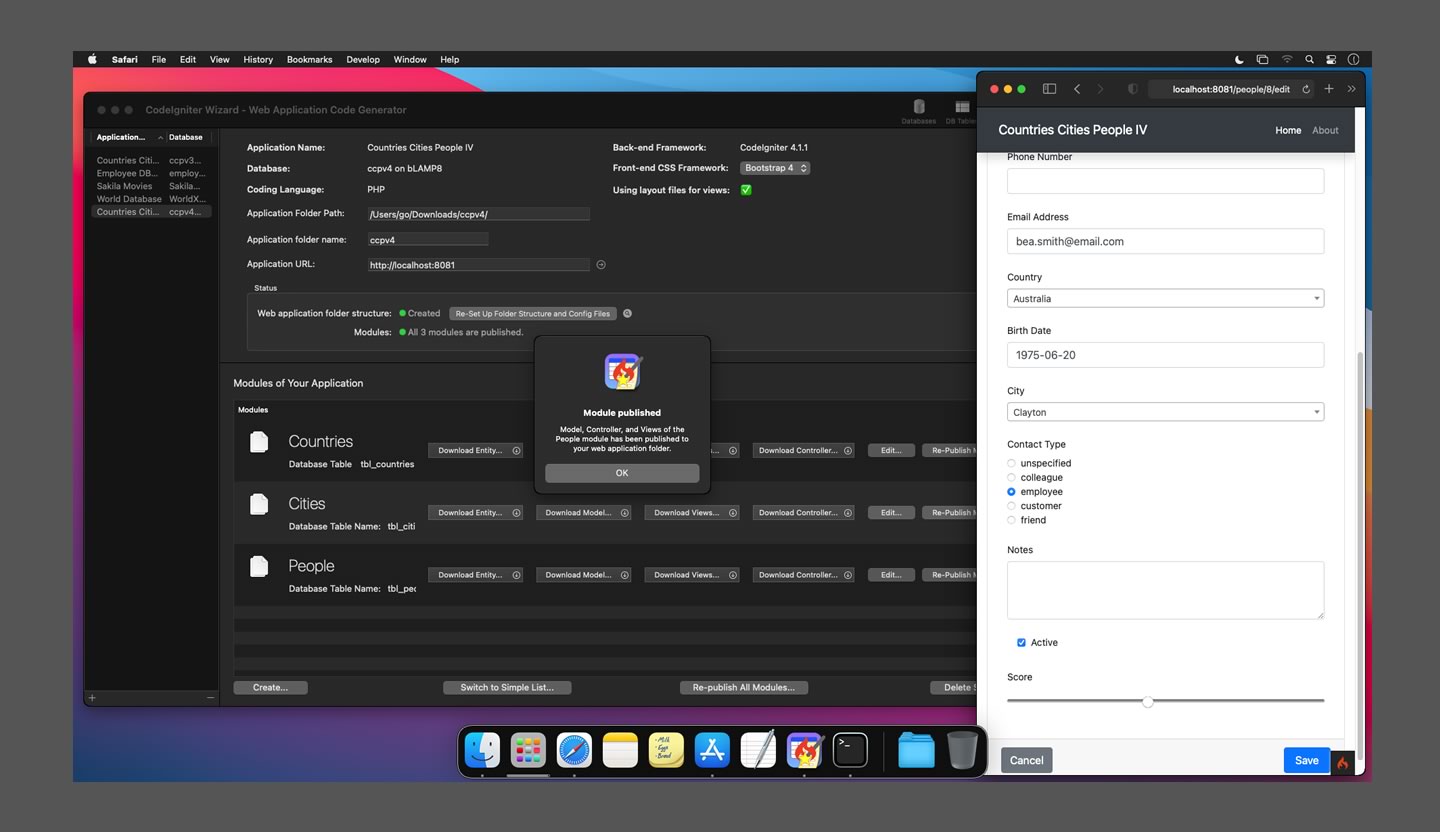 Safari File Edit View History Bookmarks Develop Window Help
CodeIgniter Wizard - Web Application Code Generator
Databases DB Table
Application... Database
Countries Citi... ccpv3...
Employee DB... employ...
Sakila Movies Sakila...
World Database WorldX...
Countries Citi... ccpv4...
Application Name: Countries Cities People IV
Back-end Framework: CodeIgniter 4.1.1
Database: ccpv4 on bLAMP8
Front-end CSS Framework: Bootstrap 4
Coding Language: PHP
Using layout files for views:
Application Folder Path: /Users/go/Downloads/ccpv4/
Application folder name: ccpv4
Application URL: http://localhost:8081
Status
Web application folder structure: Created Re-Set Up Folder Structure and Config Files
Modules: All 3 modules are published.
Modules of Your Application
Modules
Countries
Database Table tbl_countries
Download Entity... Download Controller... Edit... Re-Publish M
Cities
Database Table Name: tbl_citi
Download Entity... Download Model... Download Views... Download Controller... Edit... Re-Publish M
People
Database Table Name: tbl_pec
Download Entity... Download Model... Download Views... Download Controller... Edit... Re-Publish M
Create... Switch to Simple List... Re-publish All Modules... Delete S
+ −
Module published
Model, Controller, and Views of the
People module has been published to
your web application folder.
OK
localhost:8081/people/8/edit
Countries Cities People IV Home About
Phone Number
Email Address
bea.smith@email.com
Country
Australia
Birth Date
1975-06-20
City
Clayton
Contact Type
unspecified
colleague
employee
customer
friend
Notes
Active
Score
Cancel Save
Milk
Eggs
Bread
>_